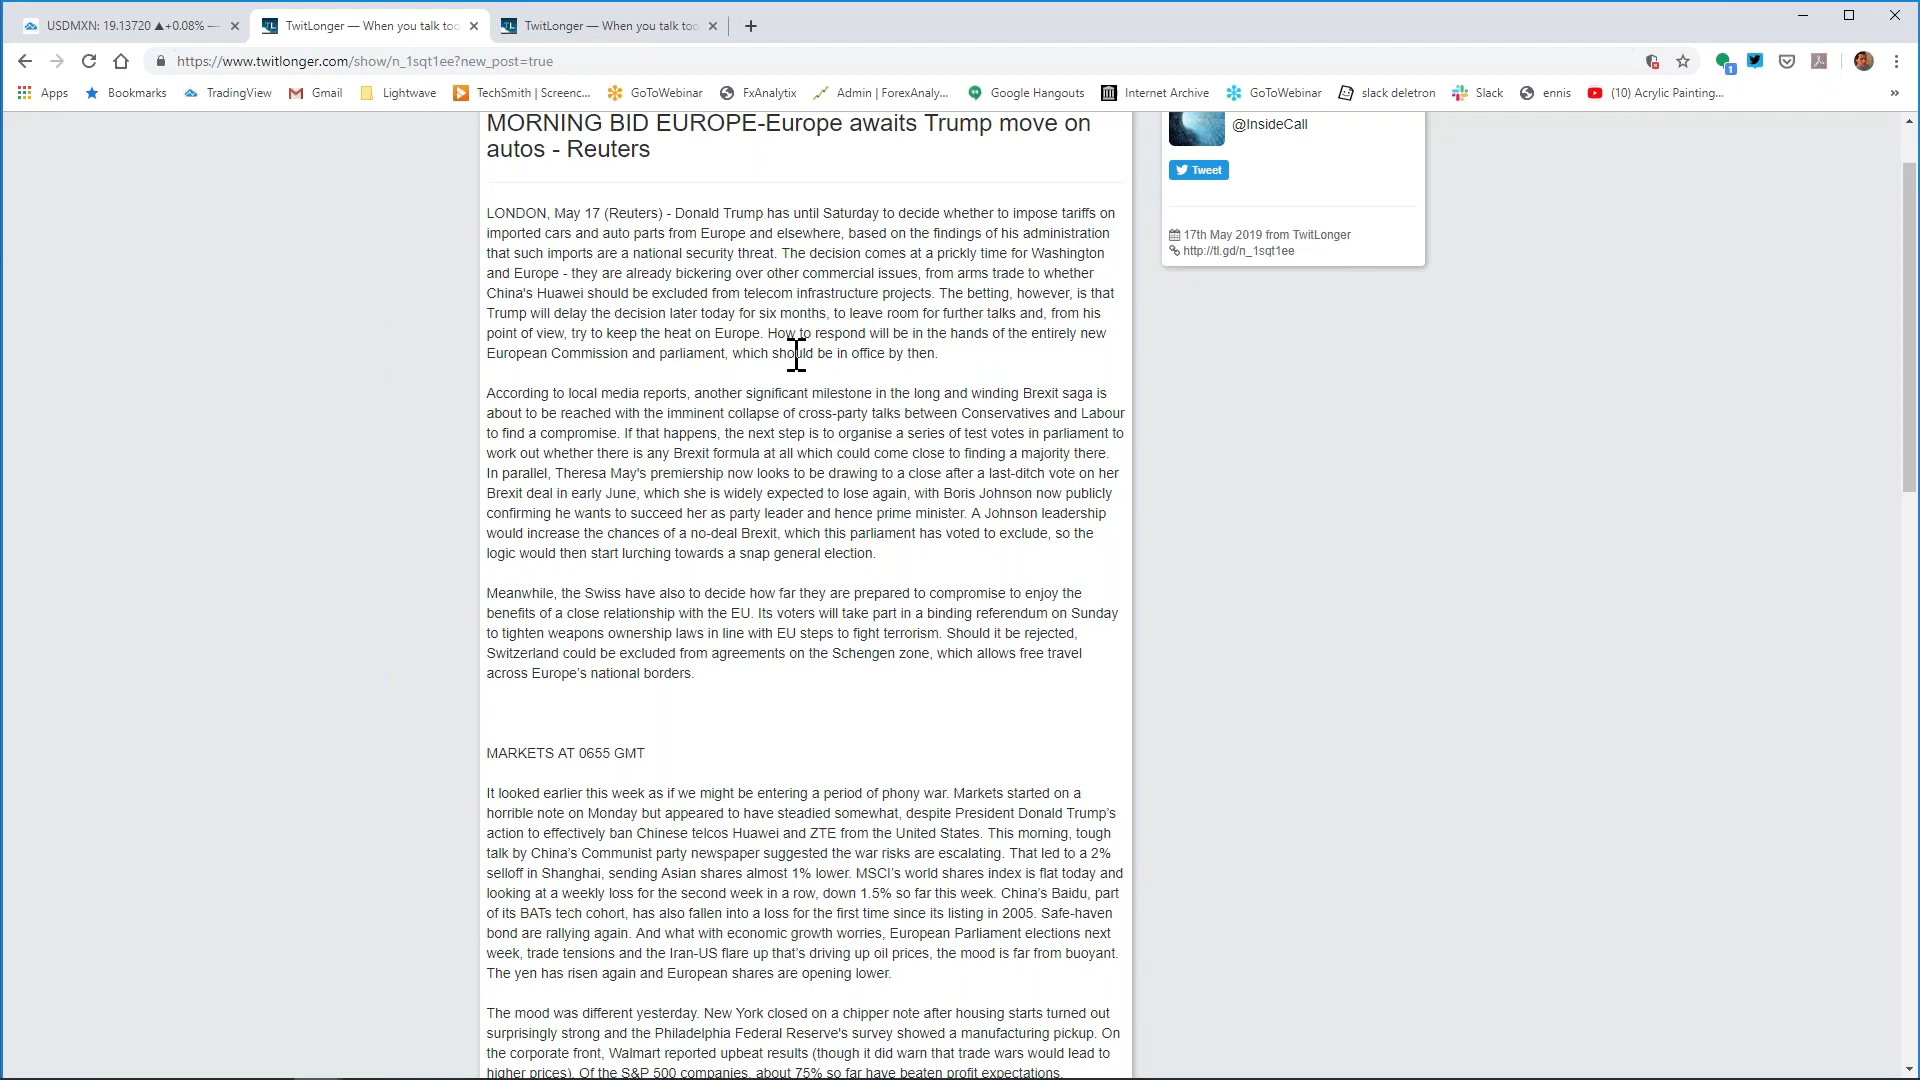 USDMXN: 19.13720 ▲+0.08% —
TwitLonger — When you talk too
TwitLonger — When you talk too
https://www.twitlonger.com/show/n_1sqt1ee?new_post=true
1
Apps
Bookmarks
TradingView
Gmail
Lightwave
TechSmith | Screenc...
GoToWebinar
FxAnalytix
Admin | ForexAnaly...
Google Hangouts
Internet Archive
GoToWebinar
slack deletron
Slack
ennis
(10) Acrylic Painting...
»
MORNING BID EUROPE-Europe awaits Trump move on
autos - Reuters
LONDON, May 17 (Reuters) - Donald Trump has until Saturday to decide whether to impose tariffs on
imported cars and auto parts from Europe and elsewhere, based on the findings of his administration
that such imports are a national security threat. The decision comes at a prickly time for Washington
and Europe - they are already bickering over other commercial issues, from arms trade to whether
China's Huawei should be excluded from telecom infrastructure projects. The betting, however, is that
Trump will delay the decision later today for six months, to leave room for further talks and, from his
point of view, try to keep the heat on Europe. How to respond will be in the hands of the entirely new
European Commission and parliament, which should be in office by then.
According to local media reports, another significant milestone in the long and winding Brexit saga is
about to be reached with the imminent collapse of cross-party talks between Conservatives and Labour
to find a compromise. If that happens, the next step is to organise a series of test votes in parliament to
work out whether there is any Brexit formula at all which could come close to finding a majority there.
In parallel, Theresa May's premiership now looks to be drawing to a close after a last-ditch vote on her
Brexit deal in early June, which she is widely expected to lose again, with Boris Johnson now publicly
confirming he wants to succeed her as party leader and hence prime minister. A Johnson leadership
would increase the chances of a no-deal Brexit, which this parliament has voted to exclude, so the
logic would then start lurching towards a snap general election.
Meanwhile, the Swiss have also to decide how far they are prepared to compromise to enjoy the
benefits of a close relationship with the EU. Its voters will take part in a binding referendum on Sunday
to tighten weapons ownership laws in line with EU steps to fight terrorism. Should it be rejected,
Switzerland could be excluded from agreements on the Schengen zone, which allows free travel
across Europe's national borders.
MARKETS AT 0655 GMT
It looked earlier this week as if we might be entering a period of phony war. Markets started on a
horrible note on Monday but appeared to have steadied somewhat, despite President Donald Trump's
action to effectively ban Chinese telcos Huawei and ZTE from the United States. This morning, tough
talk by China's Communist party newspaper suggested the war risks are escalating. That led to a 2%
selloff in Shanghai, sending Asian shares almost 1% lower. MSCI's world shares index is flat today and
looking at a weekly loss for the second week in a row, down 1.5% so far this week. China's Baidu, part
of its BATs tech cohort, has also fallen into a loss for the first time since its listing in 2005. Safe-haven
bond are rallying again. And what with economic growth worries, European Parliament elections next
week, trade tensions and the Iran-US flare up that's driving up oil prices, the mood is far from buoyant.
The yen has risen again and European shares are opening lower.
The mood was different yesterday. New York closed on a chipper note after housing starts turned out
surprisingly strong and the Philadelphia Federal Reserve's survey showed a manufacturing pickup. On
the corporate front, Walmart reported upbeat results (though it did warn that trade wars would lead to
higher prices). Of the S&P 500 companies, about 75% so far have beaten profit expectations.
@InsideCall
Tweet
17th May 2019 from TwitLonger
http://tl.gd/n_1sqt1ee